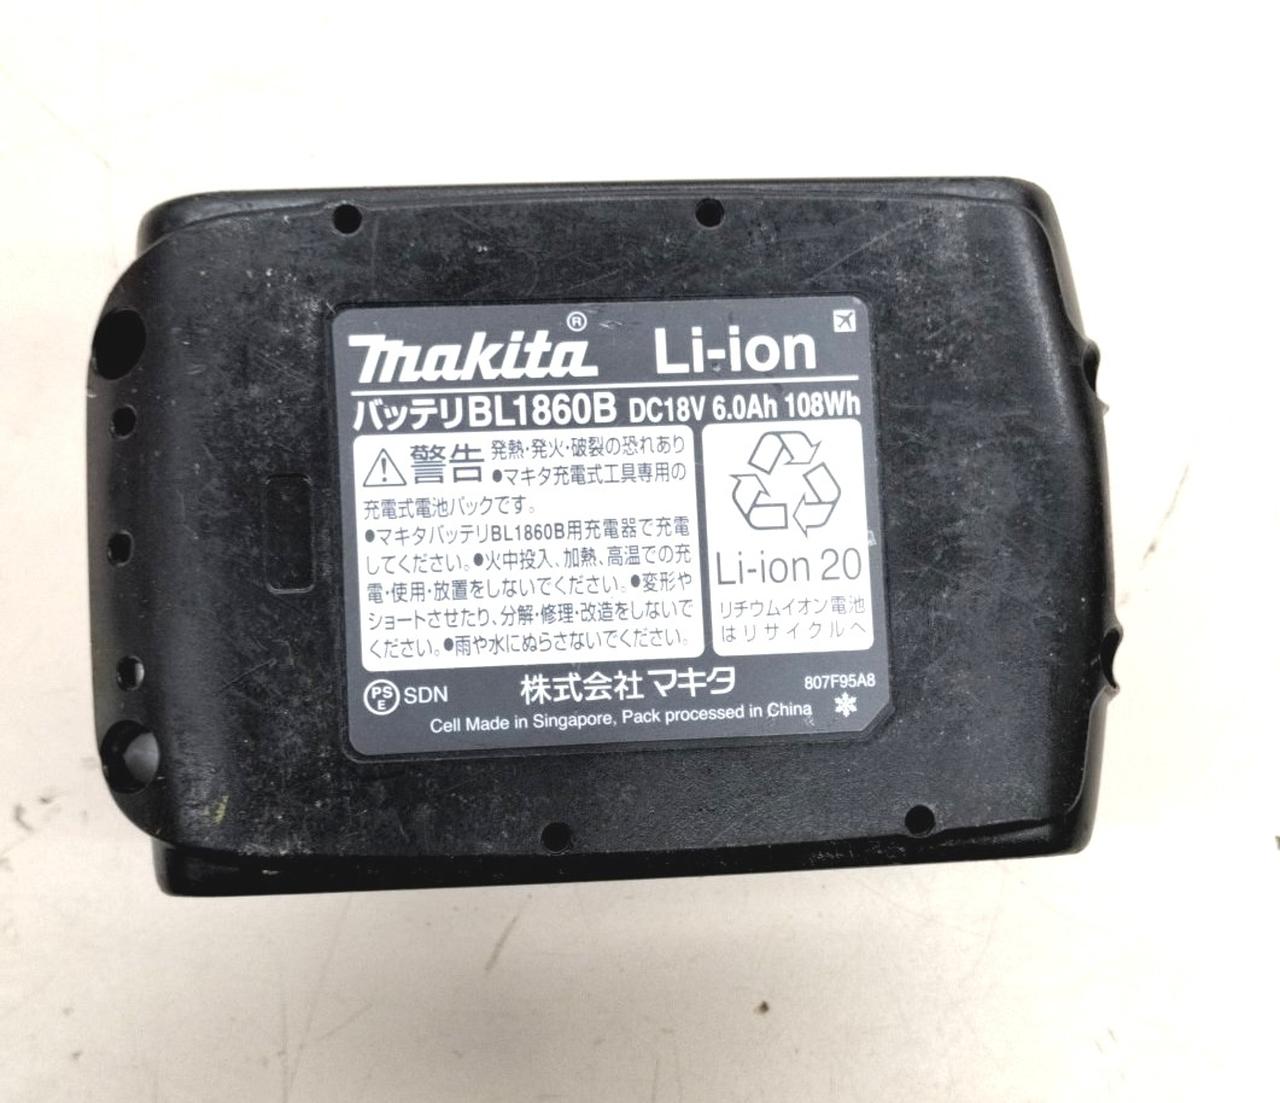 makita® Li-ion
バッテリBL1860B DC18V 6.0Ah 108Wh
警告 発熱・発火・破裂の恐れあり
●マキタ充電式工具専用の
充電式電池パックです。
●マキタバッテリBL1860B用充電器で充電
してください。●火中投入、加熱、高温での充
電・使用・放置をしないでください。●変形や
ショートさせたり、分解・修理・改造をしないで
ください。●雨や水にぬらさないでください。
Li-ion 20
リチウムイオン電池
はリサイクルへ
PSE SDN 株式会社マキタ 807F95A8
Cell Made in Singapore, Pack processed in China